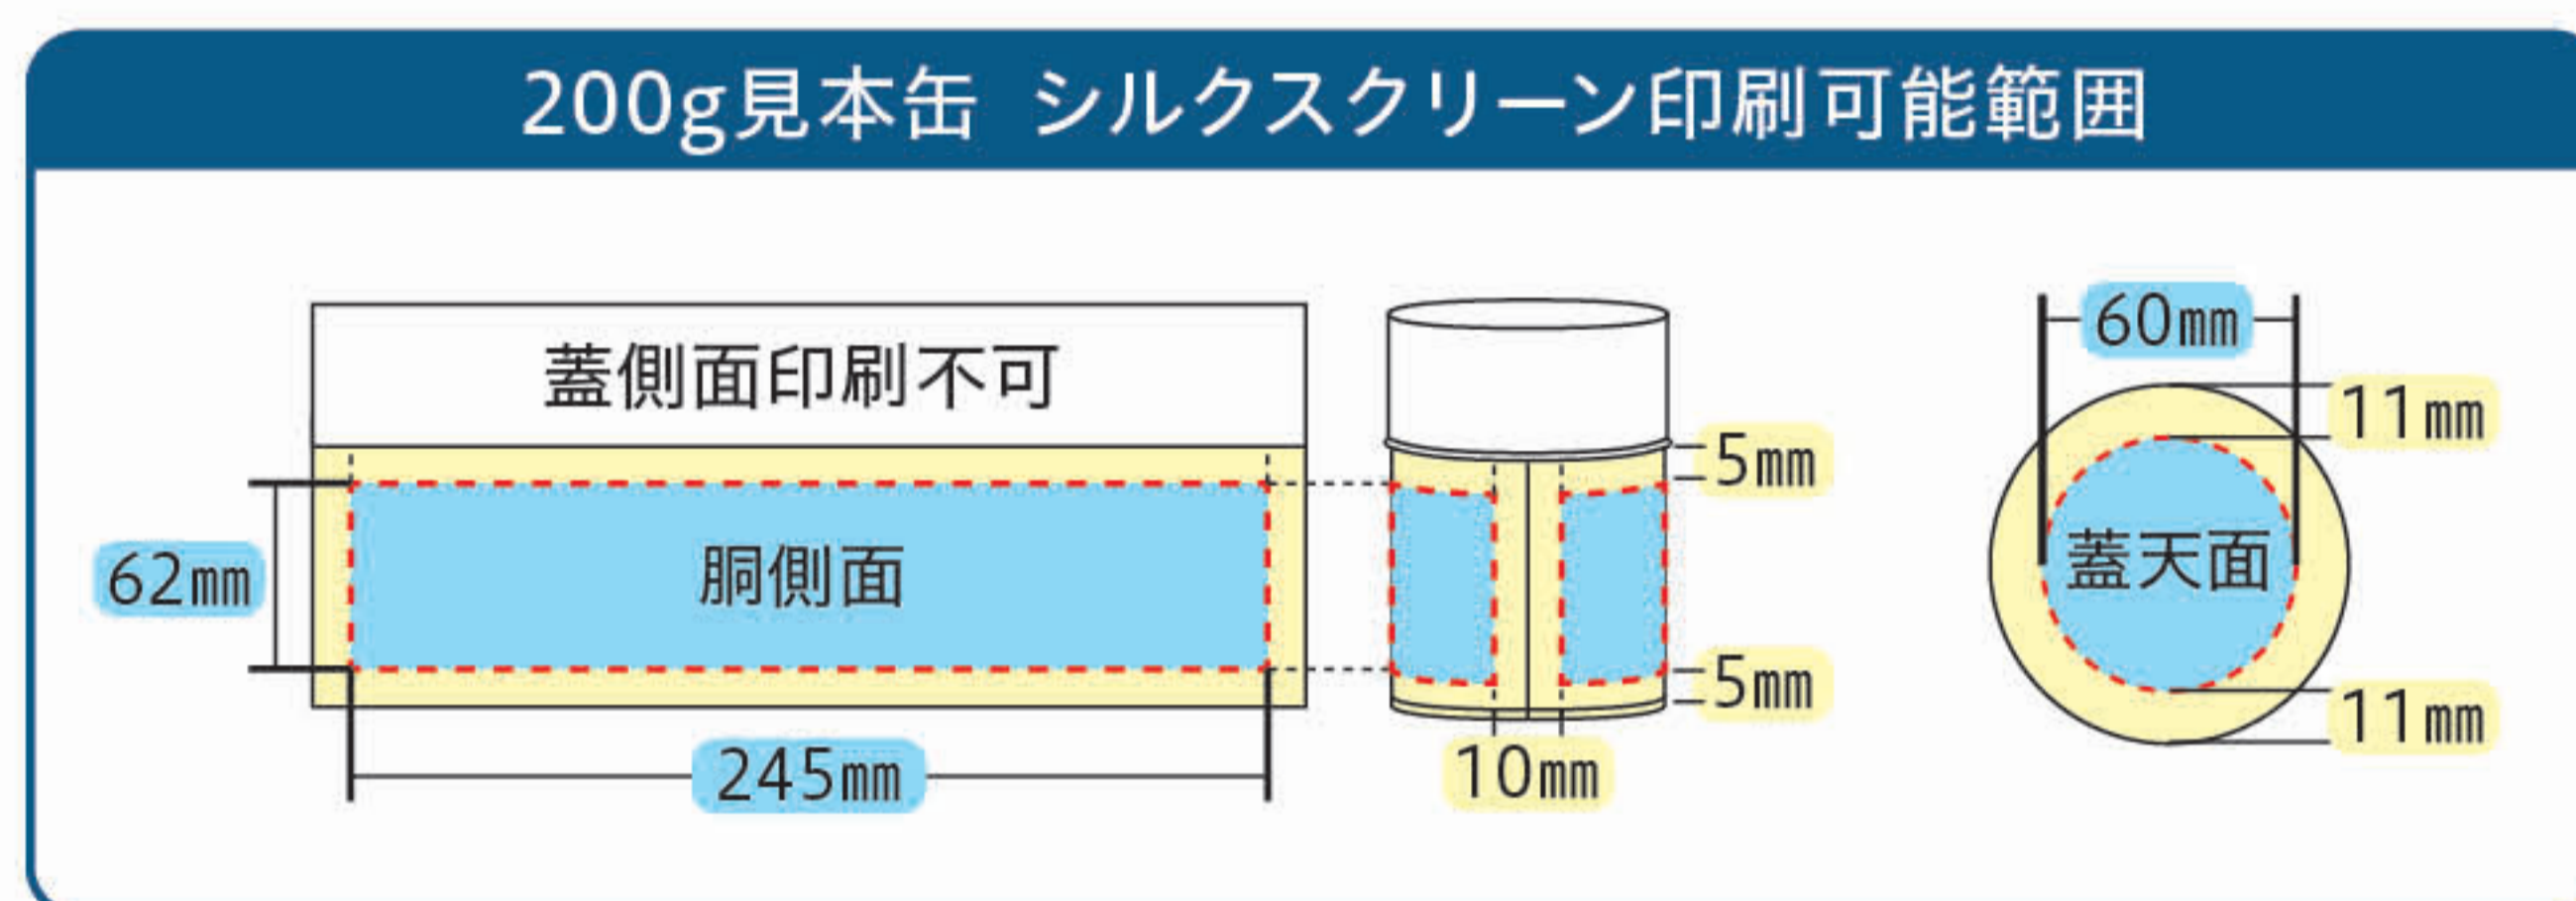 200g見本缶 シルクスクリーン印刷可能範囲
蓋側面印刷不可
胴側面
62㎜
245㎜
5㎜
5㎜
10㎜
60㎜
11㎜
蓋天面
11㎜